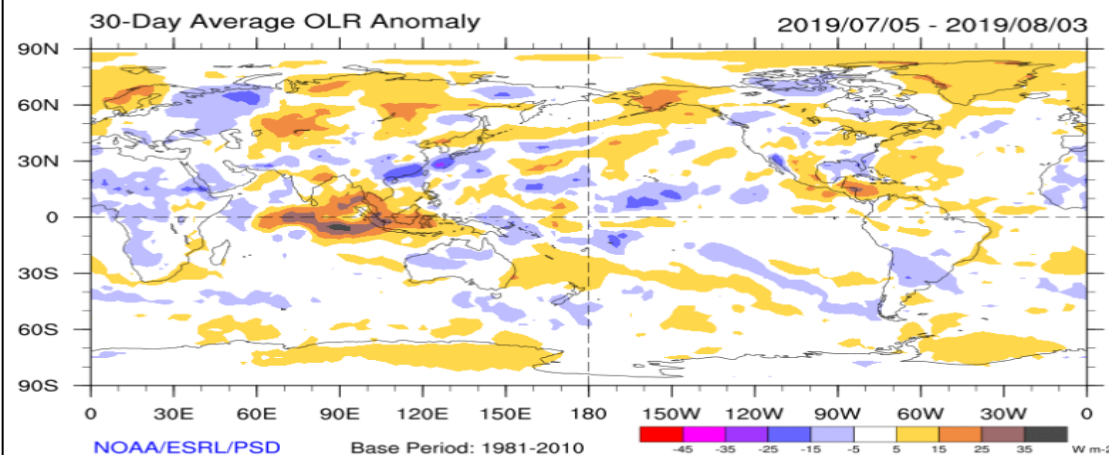 30-Day Average OLR Anomaly 2019/07/05 - 2019/08/03
90N
60N
30N
0
30S
60S
90S
0 30E 60E 90E 120E 150E 180 150W 120W 90W 60W 30W 0
NOAA/ESRL/PSD Base Period: 1981-2010
-45 -35 -25 -15 -5 5 15 25 35 W m-2